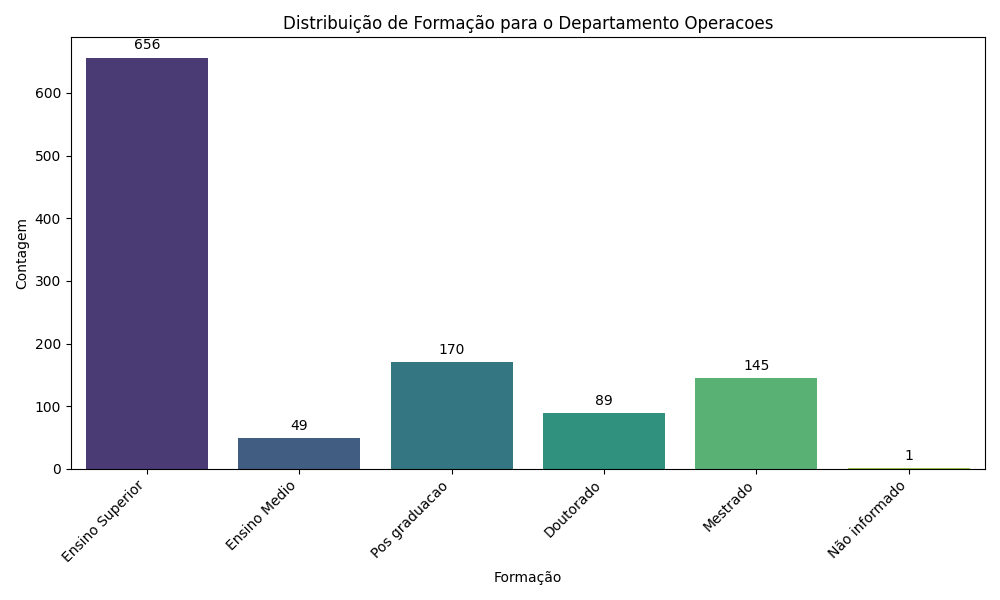 Distribuição de Formação para o Departamento Operacoes
Contagem
600
500
400
300
200
100
0
656
49
170
89
145
1
Ensino Superior
Ensino Medio
Pos graduacao
Doutorado
Mestrado
Não informado
Formação